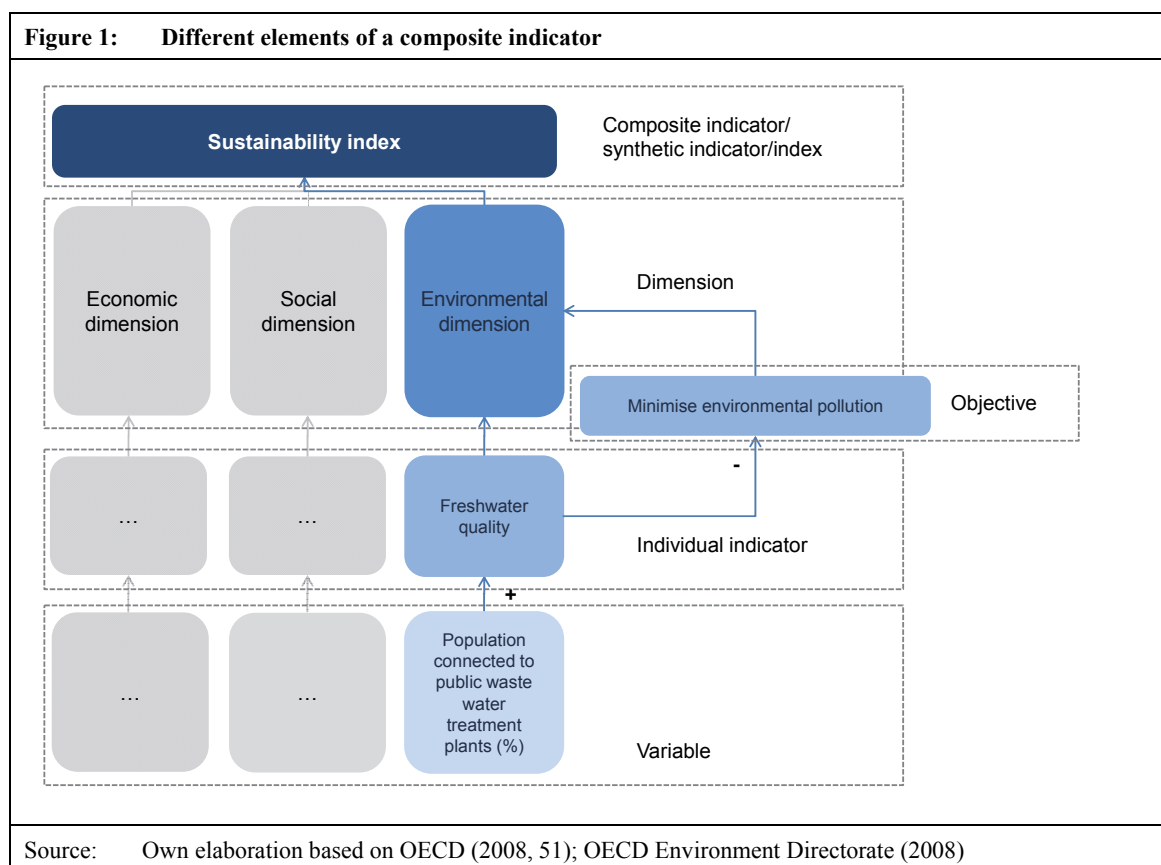 Figure 1: Different elements of a composite indicator
Sustainability index
Composite indicator/
synthetic indicator/index
Economic
dimension
Social
dimension
Environmental
dimension
Dimension
Minimise environmental pollution
Objective
-
…
…
Freshwater
quality
Individual indicator
+
…
…
Population
connected to
public waste
water
treatment
plants (%)
Variable
Source: Own elaboration based on OECD (2008, 51); OECD Environment Directorate (2008)